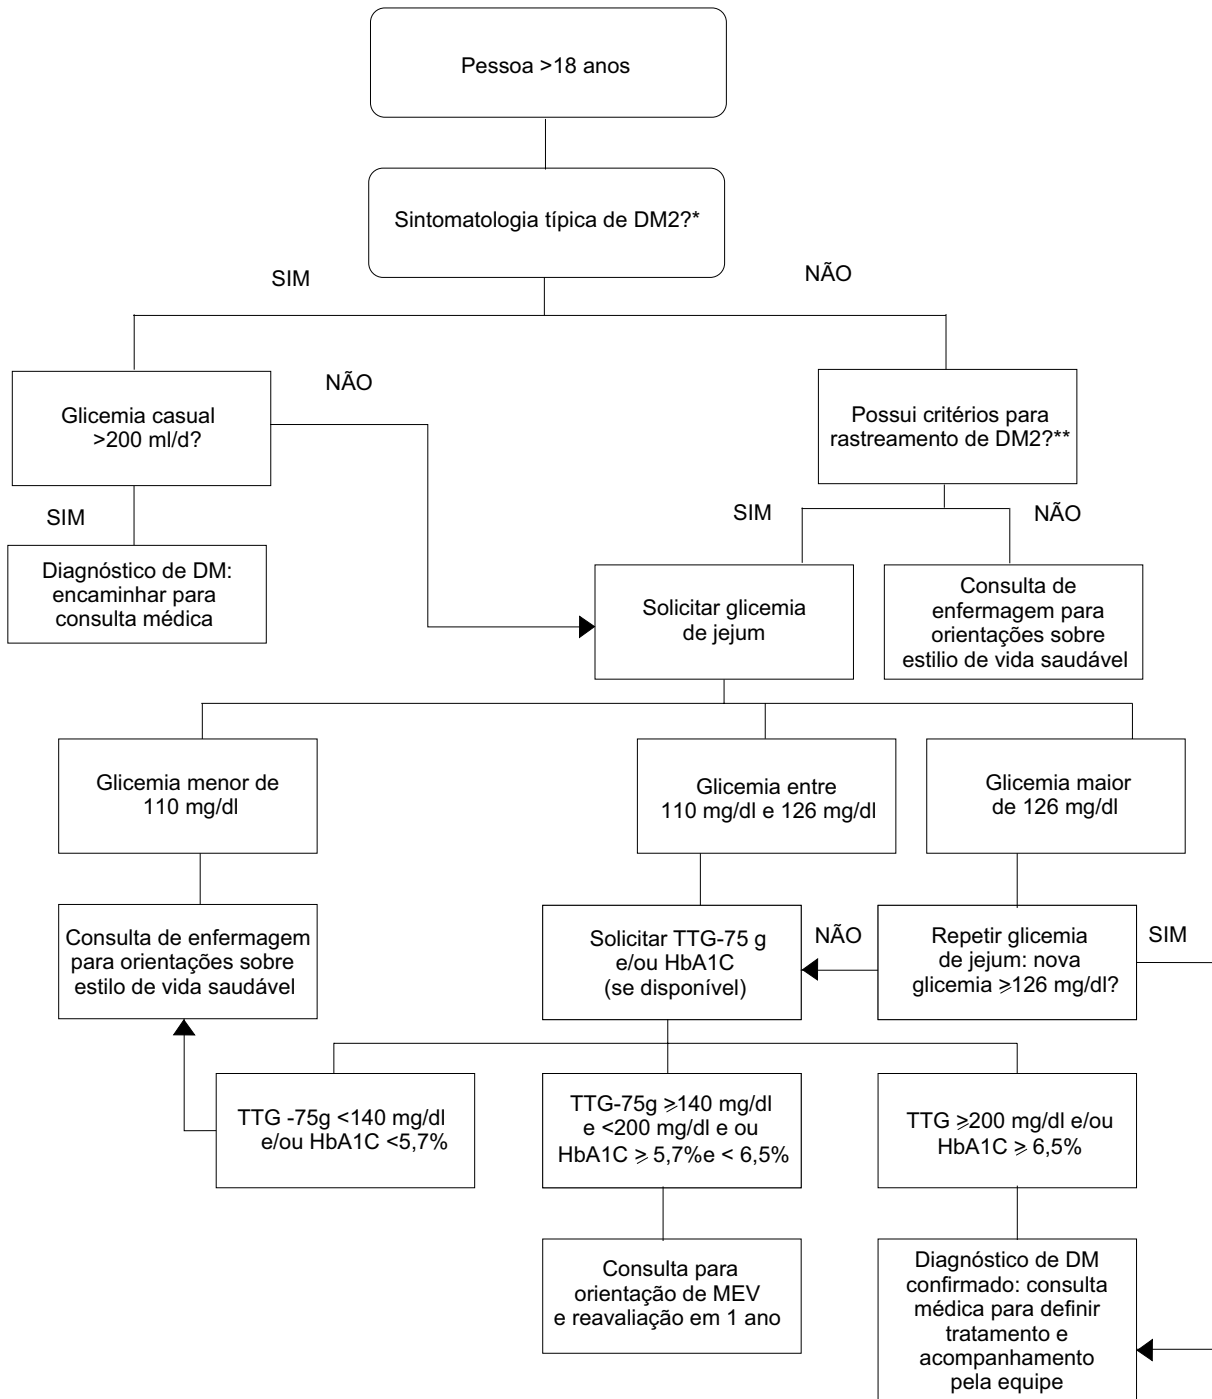 Pessoa >18 anos
Sintomatologia típica de DM2?*
SIM
NÃO
Glicemia casual
>200 ml/d?
NÃO
Possui critérios para
rastreamento de DM2?**
SIM
SIM
NÃO
Diagnóstico de DM:
encaminhar para
consulta médica
Solicitar glicemia
de jejum
Consulta de
enfermagem para
orientações sobre
estilio de vida saudável
Glicemia menor de
110 mg/dl
Glicemia entre
110 mg/dl e 126 mg/dl
Glicemia maior
de 126 mg/dl
Consulta de enfermagem
para orientações sobre
estilo de vida saudável
Solicitar TTG-75 g
e/ou HbA1C
(se disponível)
NÃO
Repetir glicemia
de jejum: nova
glicemia ⩾126 mg/dl?
SIM
TTG -75g <140 mg/dl
e/ou HbA1C <5,7%
TTG-75g ⩾140 mg/dl
e <200 mg/dl e ou
HbA1C ⩾ 5,7%e < 6,5%
TTG ⩾200 mg/dl e/ou
HbA1C ⩾ 6,5%
Consulta para
orientação de MEV
e reavaliação em 1 ano
Diagnóstico de DM
confirmado: consulta
médica para definir
tratamento e
acompanhamento
pela equipe